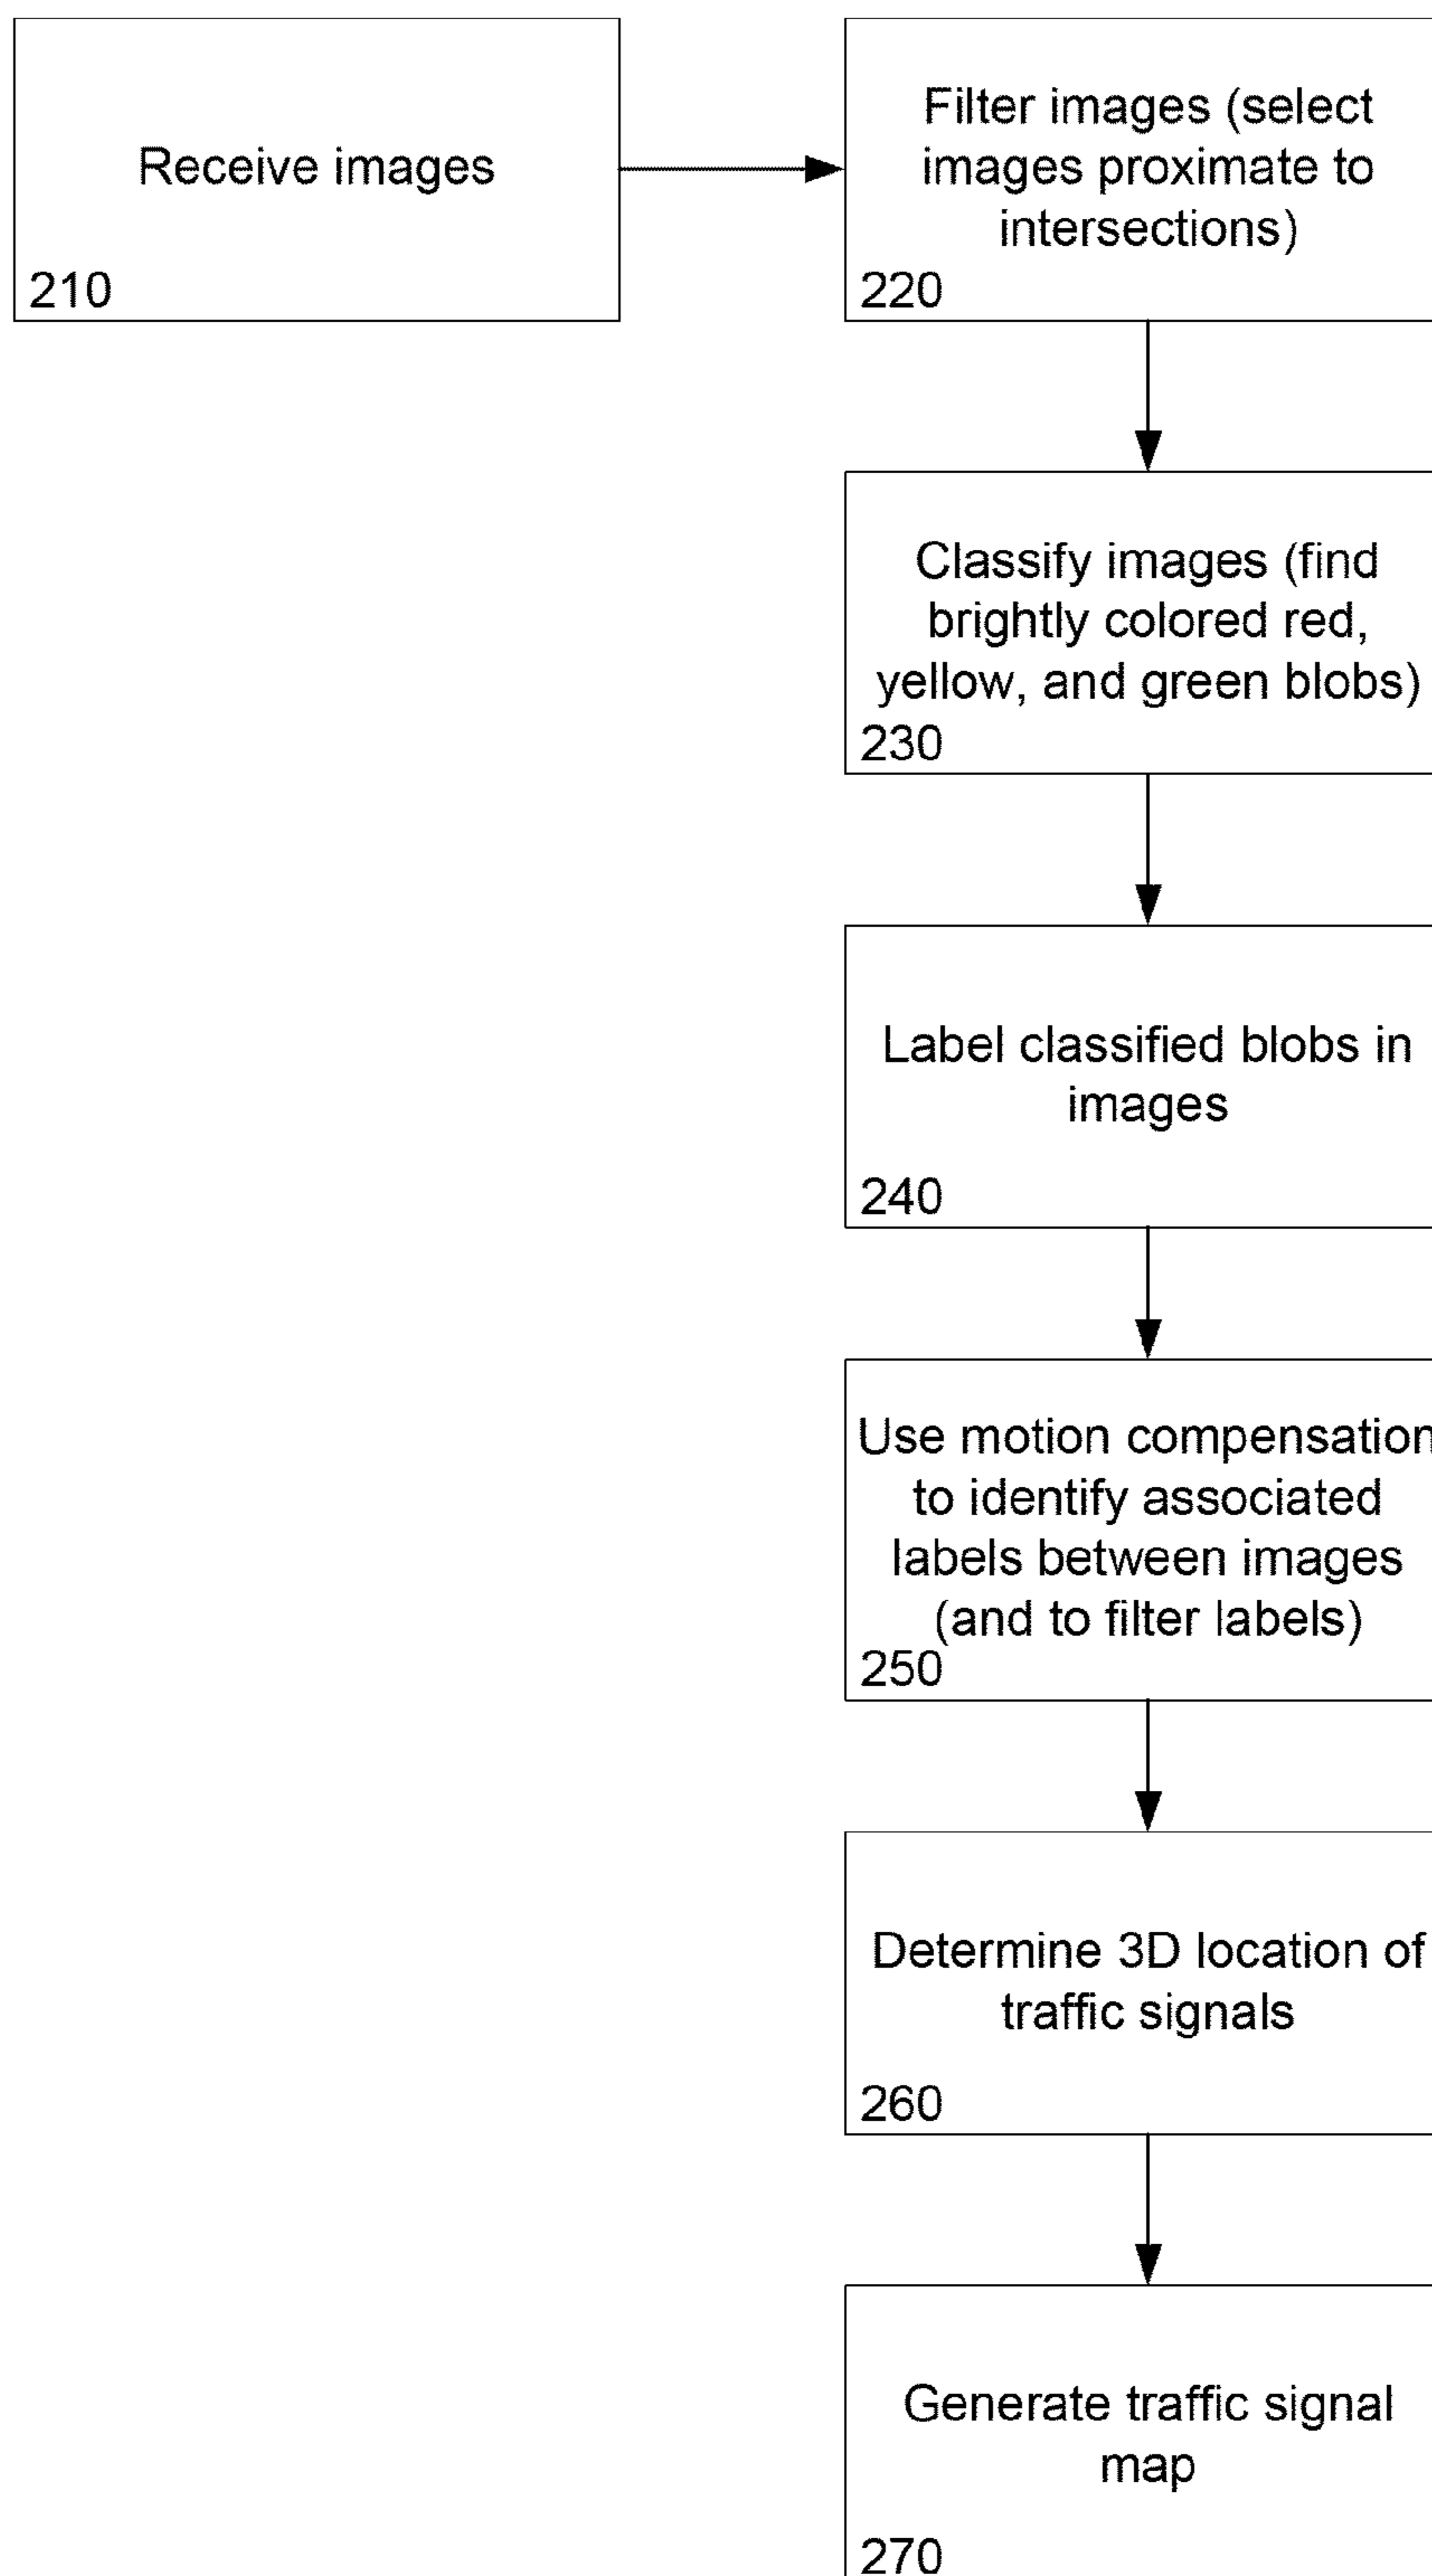 Receive images
210
Filter images (select
images proximate to
intersections)
220
Classify images (find
brightly colored red,
yellow, and green blobs)
230
Label classified blobs in
images
240
Use motion compensation
to identify associated
labels between images
(and to filter labels)
250
Determine 3D location of
traffic signals
260
Generate traffic signal
map
270